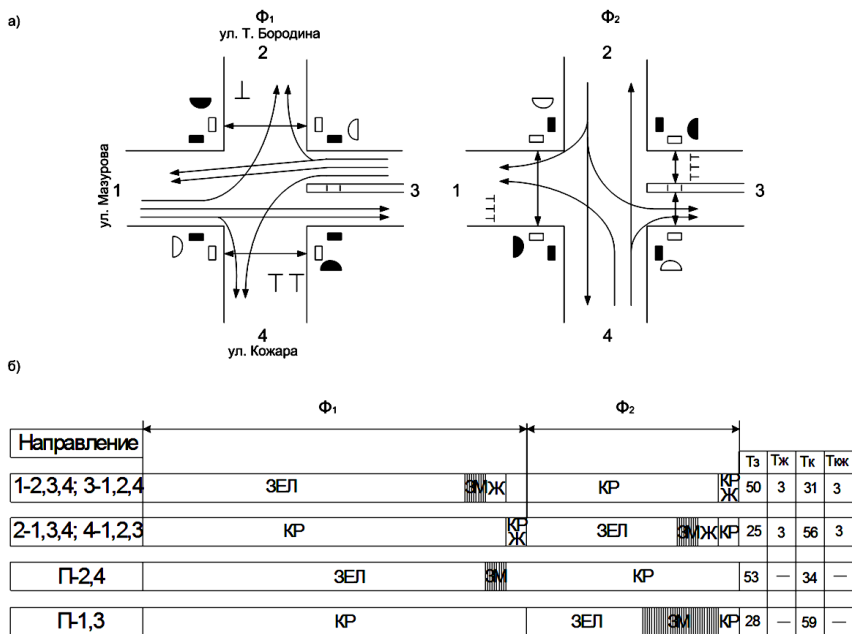 а)
Ф₁
ул. Т. Бородина
2
ул. Мазурова
1
3
4
ул. Кожара
Ф₂
2
1
3
4
б)
Ф₁ Ф₂
Направление Тз Тж Тк Ткж
1-2,3,4; 3-1,2,4 ЗЕЛ ЗМ Ж КР КР Ж 50 3 31 3
2-1,3,4; 4-1,2,3 КР КР Ж ЗЕЛ ЗМ Ж КР 25 3 56 3
П-2,4 ЗЕЛ ЗМ КР 53 — 34 —
П-1,3 КР ЗЕЛ ЗМ КР 28 — 59 —